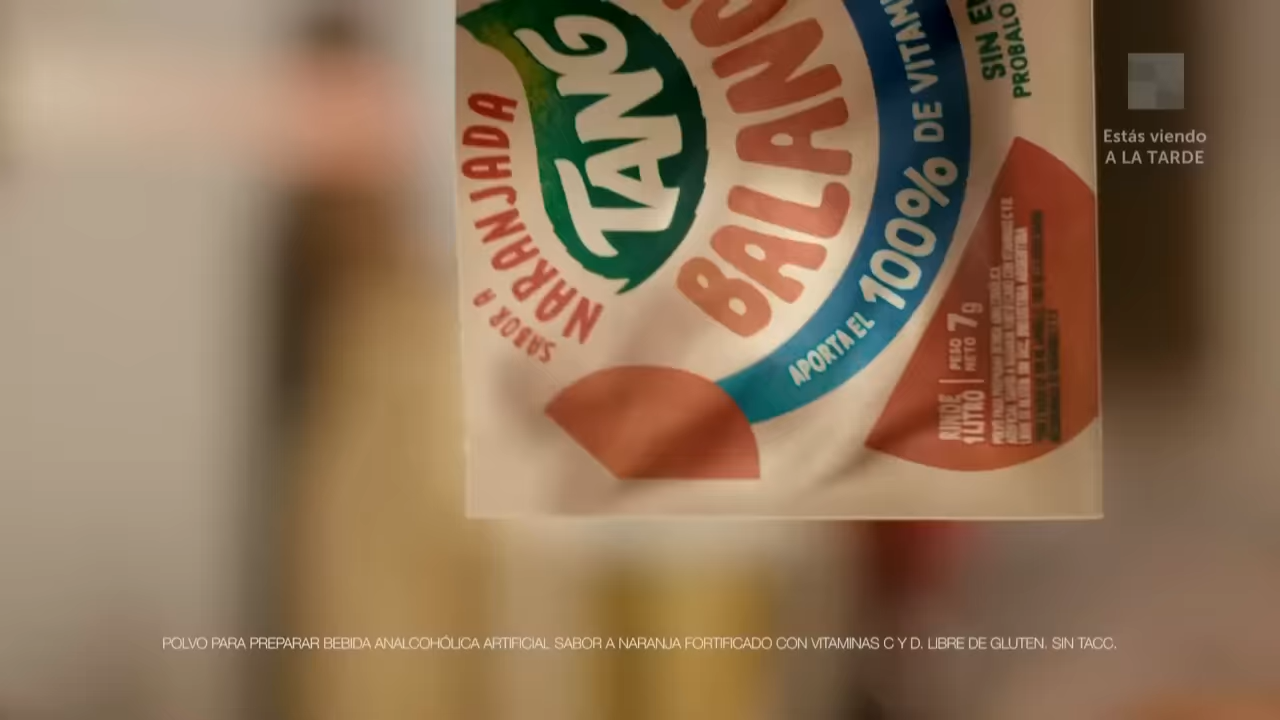 TANG
SABOR A
NARANJADA
BALANC
APORTA EL 100% DE VITAM
SIN E
PROBALO
RINDE
1 LITRO
PESO
NETO 7g
Estás viendo
A LA TARDE
POLVO PARA PREPARAR BEBIDA ANALCOHÓLICA ARTIFICIAL SABOR A NARANJA FORTIFICADO CON VITAMINAS C Y D. LIBRE DE GLUTEN. SIN TACC.